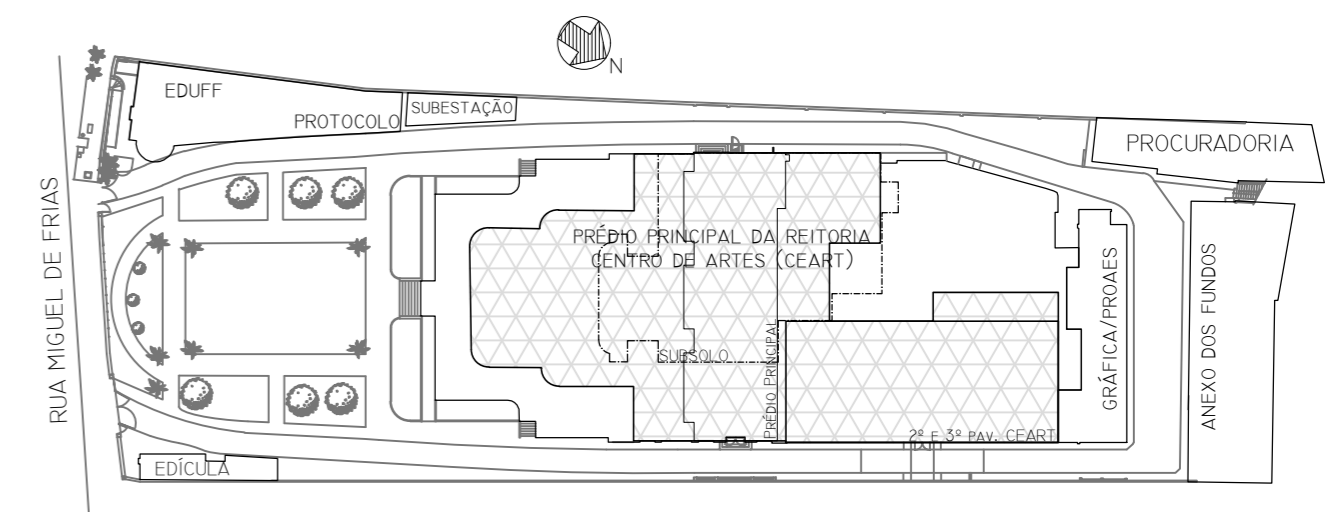 N
EDUFF
PROTOCOLO
SUBESTAÇÃO
PROCURADORIA
RUA MIGUEL DE FRIAS
PRÉDIO PRINCIPAL DA REITORIA
CENTRO DE ARTES (CEART)
SUBSOLO
PRÉDIO PRINCIPAL
2º E 3º PAV. CEART
GRÁFICA/PROAES
ANEXO DOS FUNDOS
EDÍCULA